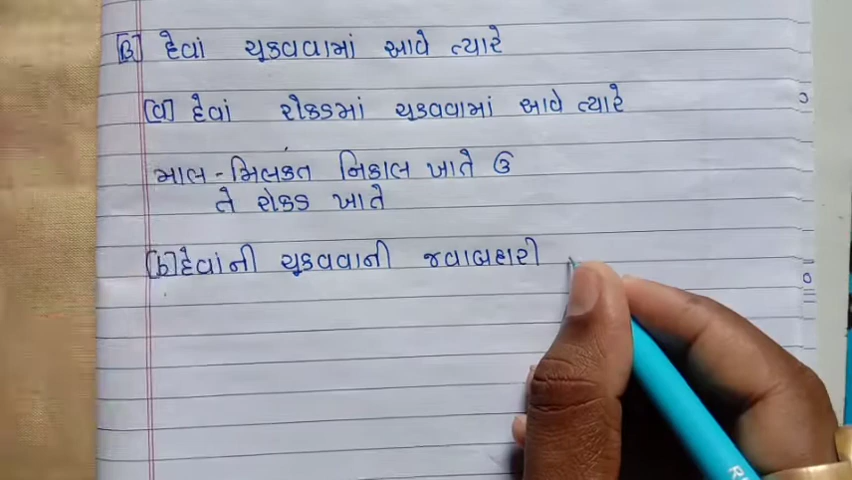 [B] દેવાં ચૂકવવામાં આવે ત્યારે
[a] દેવાં રોકડમાં ચૂકવવામાં આવે ત્યારે
માલ-મિલકત નિકાલ ખાતે ઉ
તે રોકડ ખાતે
[b] દેવાંની ચૂકવવાની જવાબદારી